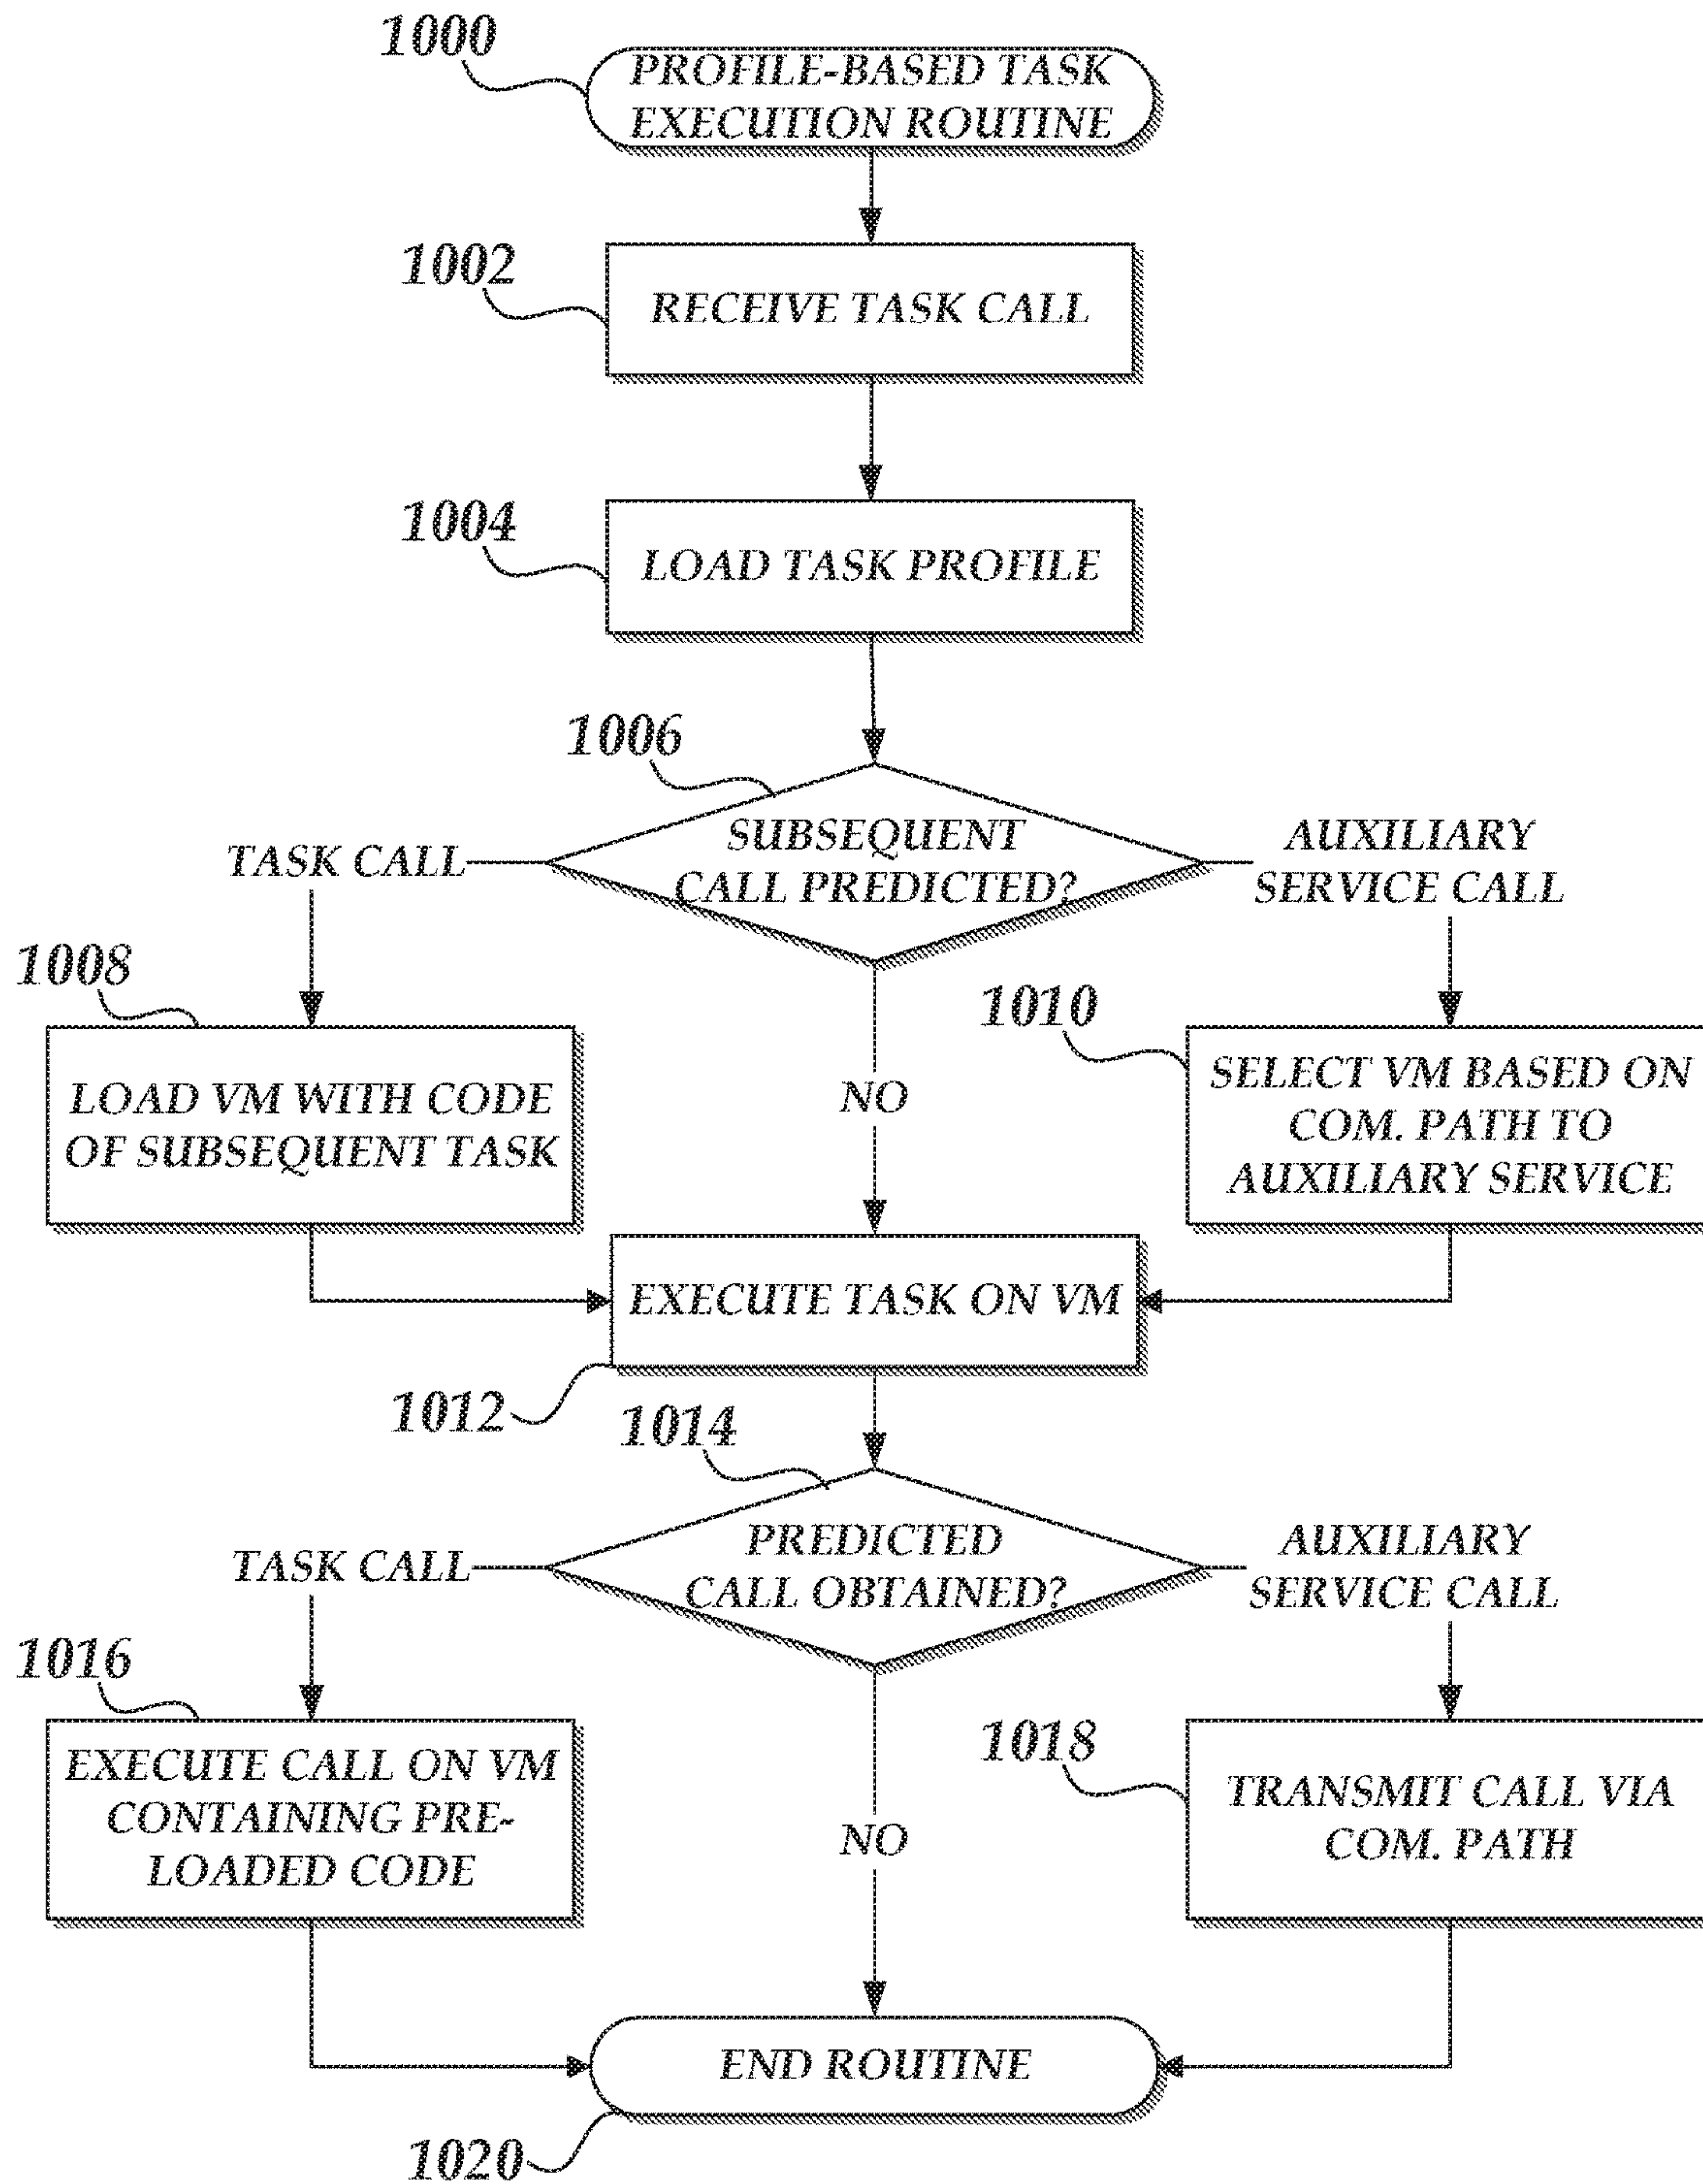 1000
PROFILE-BASED TASK
EXECUTION ROUTINE
1002
RECEIVE TASK CALL
1004
LOAD TASK PROFILE
1006
SUBSEQUENT
CALL PREDICTED?
TASK CALL
AUXILIARY
SERVICE CALL
1008
LOAD VM WITH CODE
OF SUBSEQUENT TASK
NO
1010
SELECT VM BASED ON
COM. PATH TO
AUXILIARY SERVICE
EXECUTE TASK ON VM
1012
1014
PREDICTED
CALL OBTAINED?
TASK CALL
AUXILIARY
SERVICE CALL
1016
EXECUTE CALL ON VM
CONTAINING PRE-
LOADED CODE
NO
1018
TRANSMIT CALL VIA
COM. PATH
END ROUTINE
1020